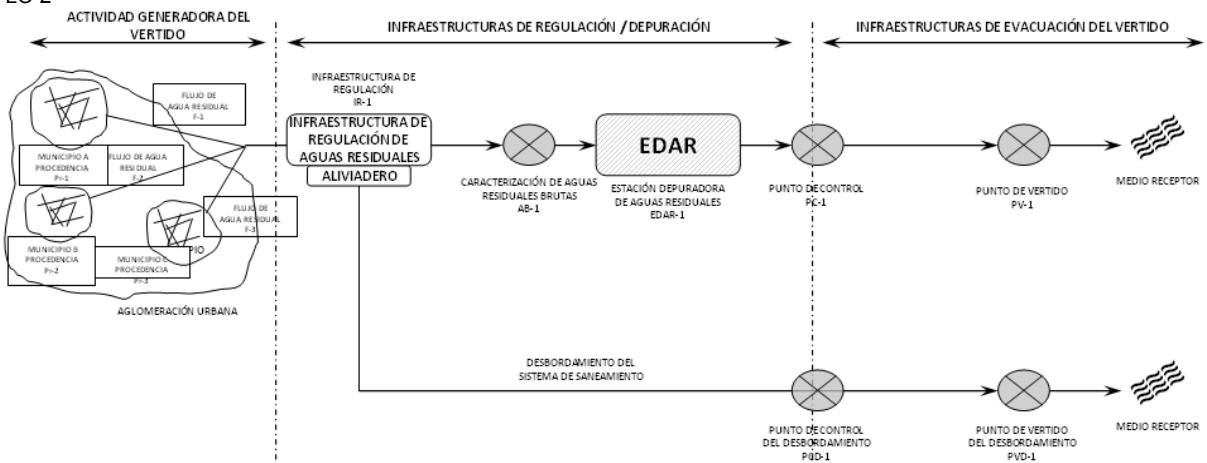 ACTIVIDAD GENERADORA DEL
VERTIDO
INFRAESTRUCTURAS DE REGULACIÓN / DEPURACIÓN
INFRAESTRUCTURAS DE EVACUACIÓN DEL VERTIDO
FLUJO DE
AGUA RESIDUAL
F-1
MUNICIPIO A
PROCEDENCIA
Pr-1
FLUJO DE AGUA
RESIDUAL
F-2
FLUJO DE
AGUA RESIDUAL
F-3
MUNICIPIO B
PROCEDENCIA
Pr-2
MUNICIPIO C
PROCEDENCIA
Pr-3
PIO
AGLOMERACIÓN URBANA
INFRAESTRUCTURA DE
REGULACIÓN
IR-1
INFRAESTRUCTURA DE
REGULACIÓN DE
AGUAS RESIDUALES
ALIVIADERO
CARACTERIZACIÓN DE AGUAS
RESIDUALES BRUTAS
AB-1
EDAR
ESTACIÓN DEPURADORA
DE AGUAS RESIDUALES
EDAR-1
PUNTO DE CONTROL
PC-1
PUNTO DE VERTIDO
PV-1
MEDIO RECEPTOR
DESBORDAMIENTO DEL
SISTEMA DE SANEAMIENTO
PUNTO DE CONTROL
DEL DESBORDAMIENTO
PCD-1
PUNTO DE VERTIDO
DEL DESBORDAMIENTO
PVD-1
MEDIO RECEPTOR